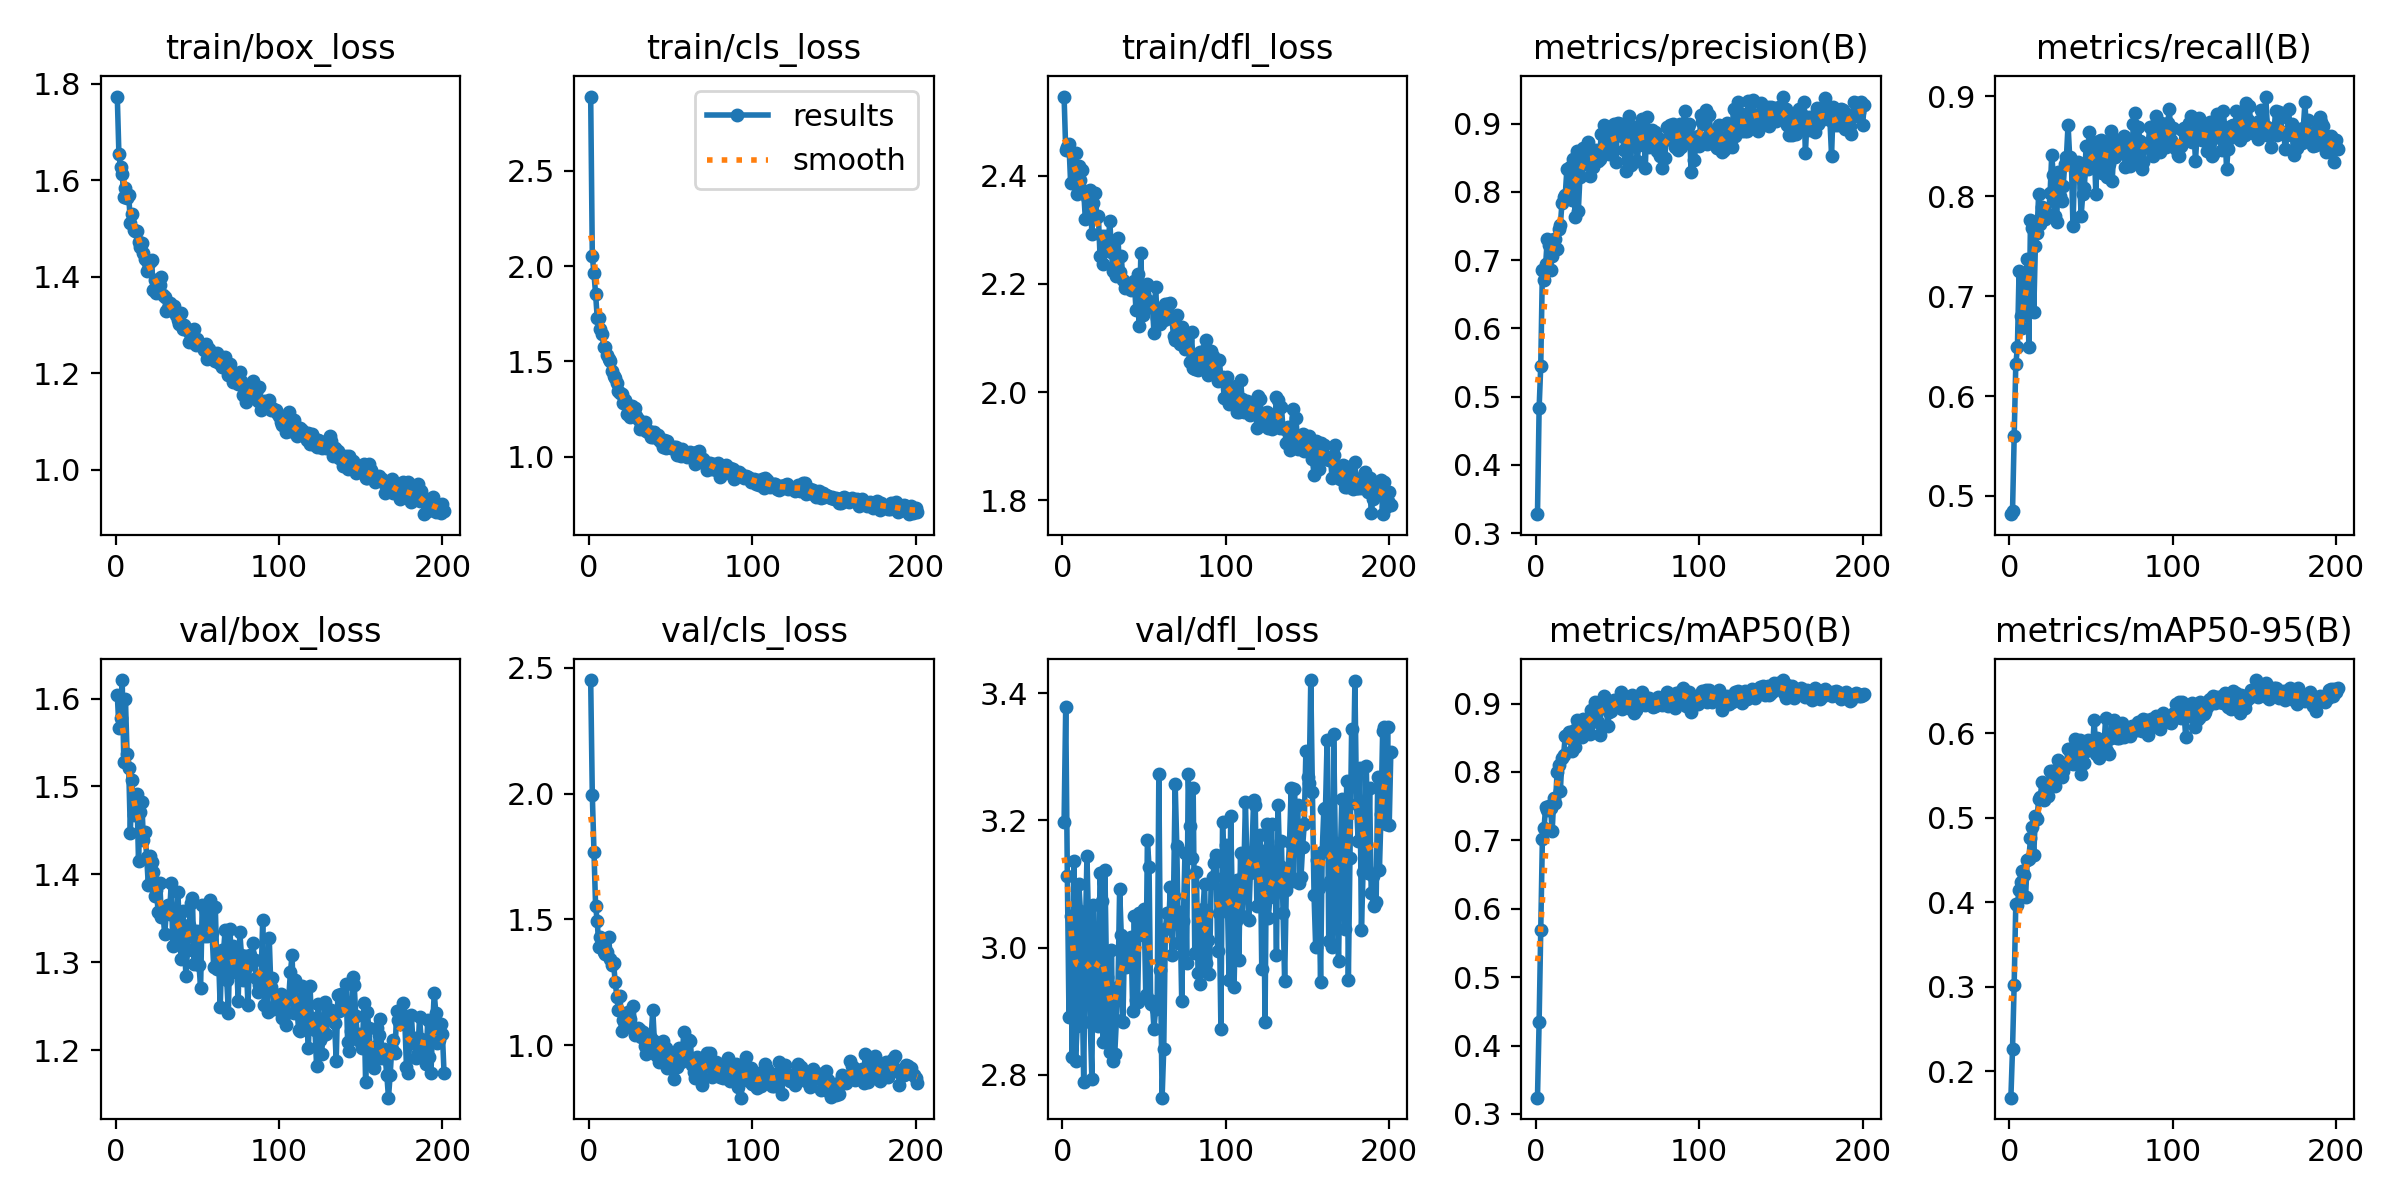 train/box_loss
1.8
1.6
1.4
1.2
1.0
0 100 200
train/cls_loss
results
smooth
2.5
2.0
1.5
1.0
0 100 200
train/dfl_loss
2.4
2.2
2.0
1.8
0 100 200
metrics/precision(B)
0.9
0.8
0.7
0.6
0.5
0.4
0.3
0 100 200
metrics/recall(B)
0.9
0.8
0.7
0.6
0.5
0 100 200
val/box_loss
1.6
1.5
1.4
1.3
1.2
0 100 200
val/cls_loss
2.5
2.0
1.5
1.0
0 100 200
val/dfl_loss
3.4
3.2
3.0
2.8
0 100 200
metrics/mAP50(B)
0.9
0.8
0.7
0.6
0.5
0.4
0.3
0 100 200
metrics/mAP50-95(B)
0.6
0.5
0.4
0.3
0.2
0 100 200